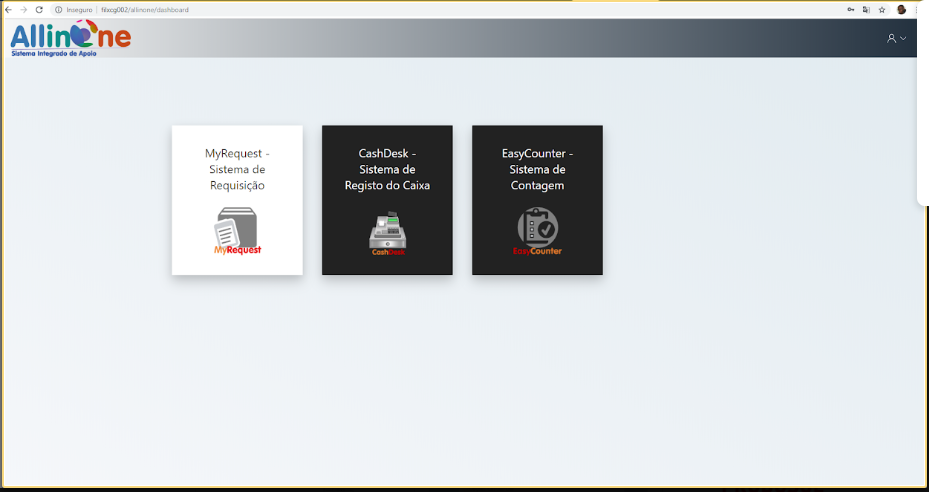 Inseguro | filxcg002/allinone/dashboard
AllinOne
Sistema Integrado de Apoio
MyRequest -
Sistema de
Requisição
MyRequest
CashDesk -
Sistema de
Registo do Caixa
CashDesk
EasyCounter -
Sistema de
Contagem
EasyCounter